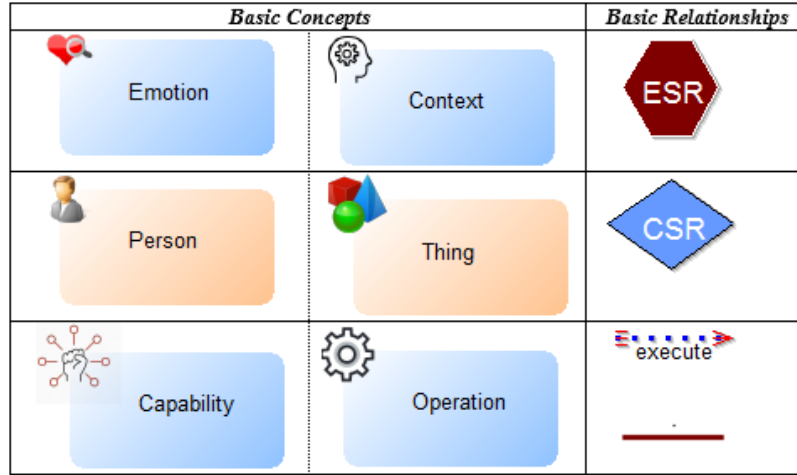 Basic Concepts
Basic Relationships
Emotion
Context
ESR
Person
Thing
CSR
Capability
Operation
execute